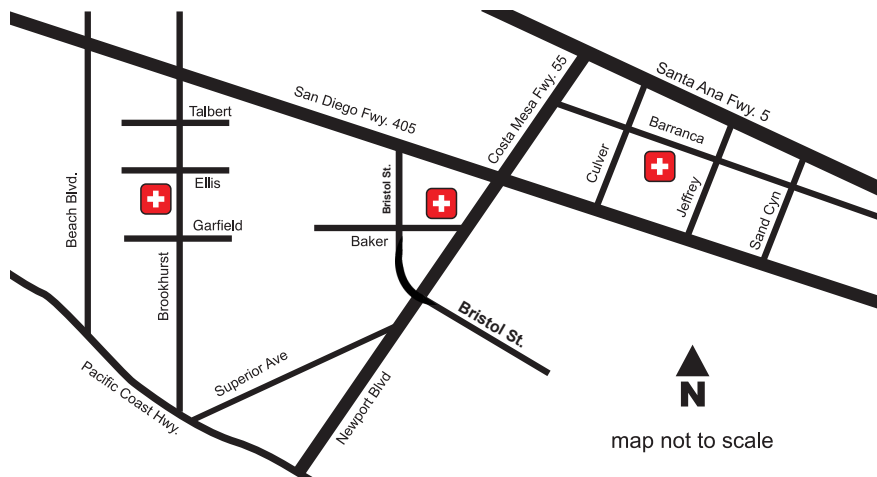 Santa Ana Fwy. 5
Costa Mesa Fwy. 55
San Diego Fwy. 405
Talbert
Barranca
Culver
Bristol St.
Ellis
Jeffrey
Sand Cyn
Beach Blvd.
Garfield
Baker
Brookhurst
Bristol St.
Superior Ave
Pacific Coast Hwy.
Newport Blvd
N
map not to scale